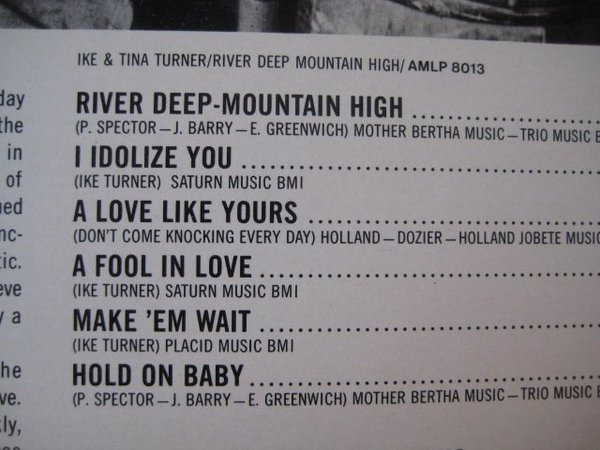 IKE & TINA TURNER/RIVER DEEP MOUNTAIN HIGH/AMLP 8013
RIVER DEEP-MOUNTAIN HIGH
(P. SPECTOR—J. BARRY—E. GREENWICH) MOTHER BERTHA MUSIC—TRIO MUSIC B
I IDOLIZE YOU
(IKE TURNER) SATURN MUSIC BMI
A LOVE LIKE YOURS
(DON'T COME KNOCKING EVERY DAY) HOLLAND—DOZIER—HOLLAND JOBETE MUSIC
A FOOL IN LOVE
(IKE TURNER) SATURN MUSIC BMI
MAKE 'EM WAIT
(IKE TURNER) PLACID MUSIC BMI
HOLD ON BABY
(P. SPECTOR—J. BARRY—E. GREENWICH) MOTHER BERTHA MUSIC—TRIO MUSIC B
day
the
in
of
ned
nc-
tic.
eve
y a
he
ve.
kly,